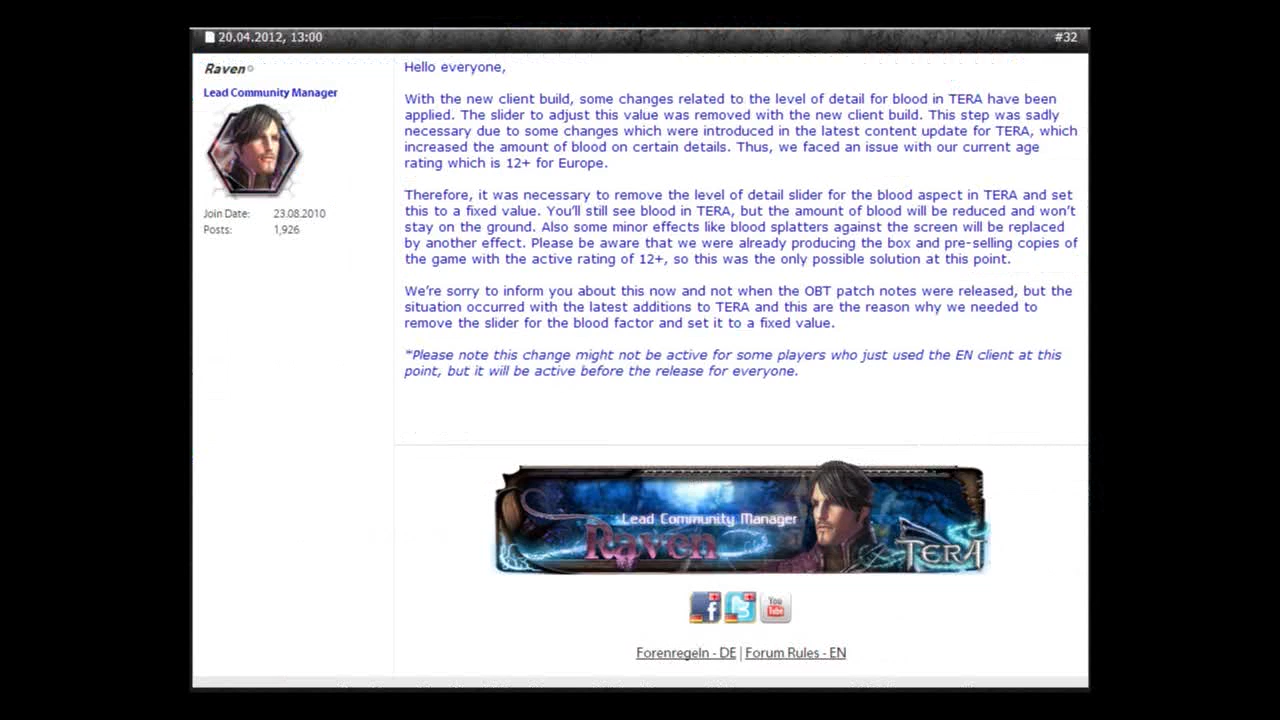 20.04.2012, 13:00 #32
Raven
Lead Community Manager
Join Date: 23.08.2010
Posts: 1,926
Hello everyone,
With the new client build, some changes related to the level of detail for blood in TERA have been
applied. The slider to adjust this value was removed with the new client build. This step was sadly
necessary due to some changes which were introduced in the latest content update for TERA, which
increased the amount of blood on certain details. Thus, we faced an issue with our current age
rating which is 12+ for Europe.
Therefore, it was necessary to remove the level of detail slider for the blood aspect in TERA and set
this to a fixed value. You'll still see blood in TERA, but the amount of blood will be reduced and won't
stay on the ground. Also some minor effects like blood splatters against the screen will be replaced
by another effect. Please be aware that we were already producing the box and pre-selling copies of
the game with the active rating of 12+, so this was the only possible solution at this point.
We're sorry to inform you about this now and not when the OBT patch notes were released, but the
situation occurred with the latest additions to TERA and this are the reason why we needed to
remove the slider for the blood factor and set it to a fixed value.
*Please note this change might not be active for some players who just used the EN client at this
point, but it will be active before the release for everyone.
Lead Community Manager
Raven
TERA
You
Tube
Forenregeln - DE | Forum Rules - EN